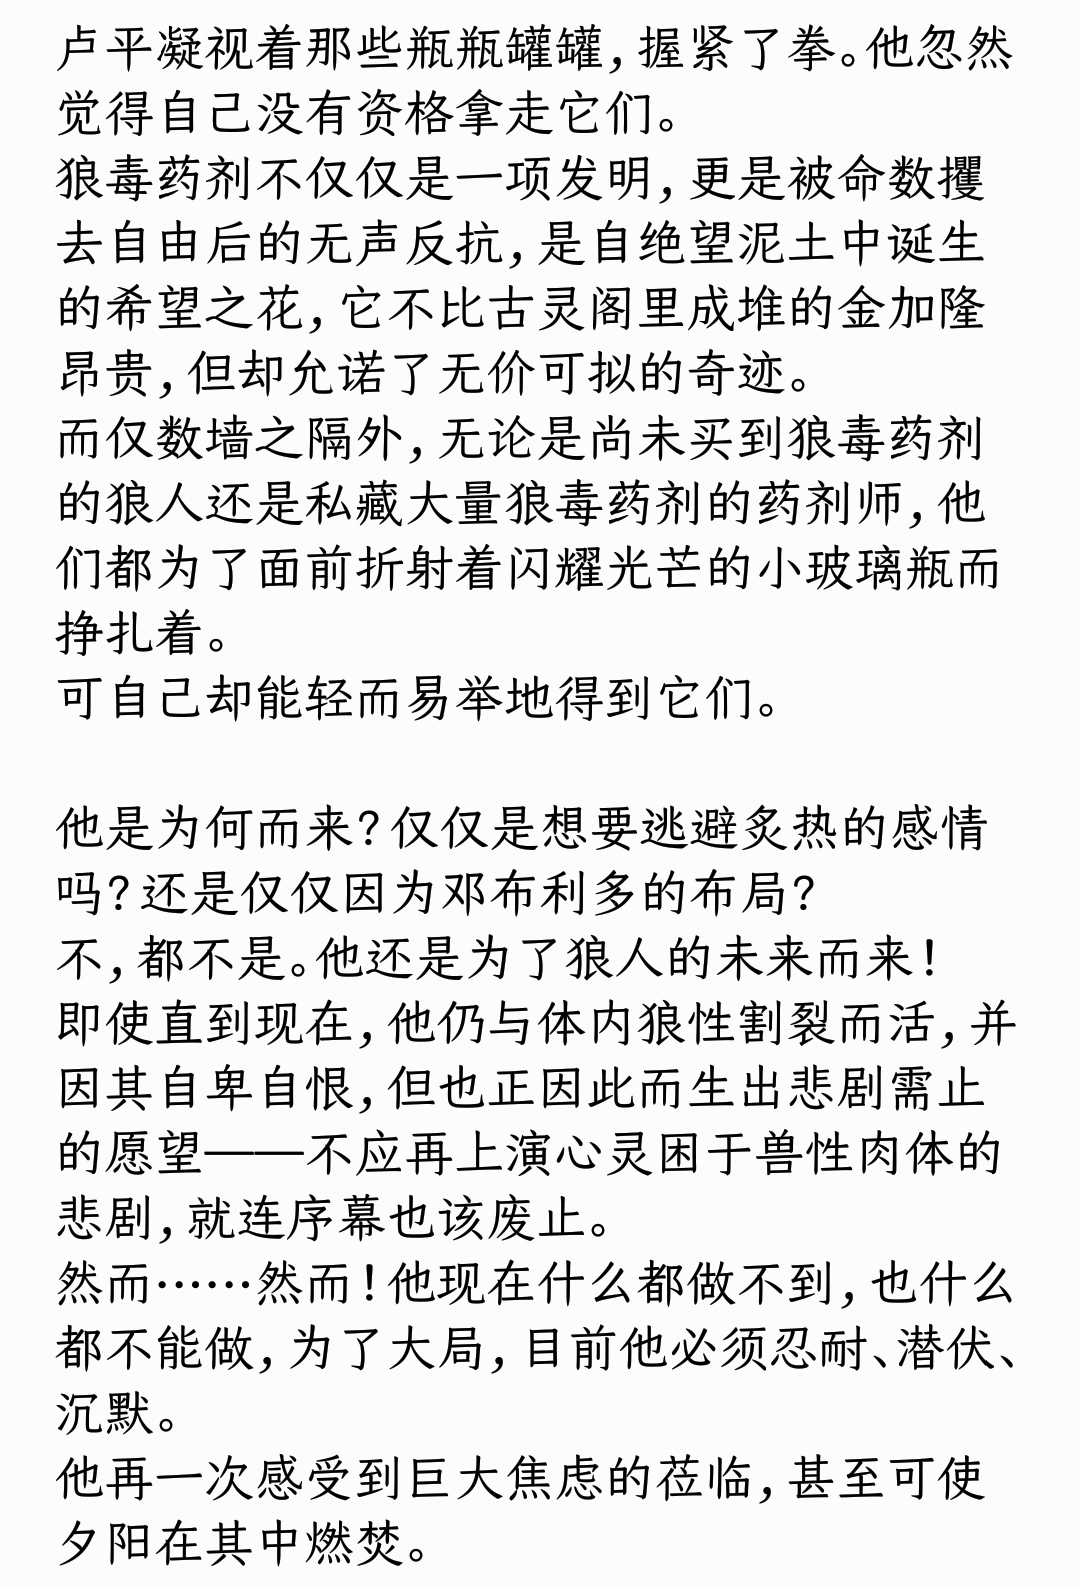 卢平凝视着那些瓶瓶罐罐，握紧了拳。他忽然
觉得自己没有资格拿走它们。
狼毒药剂不仅仅是一项发明，更是被命数攫
去自由后的无声反抗，是自绝望泥土中诞生
的希望之花，它不比古灵阁里成堆的金加隆
昂贵，但却允诺了无价可拟的奇迹。
而仅数墙之隔外，无论是尚未买到狼毒药剂
的狼人还是私藏大量狼毒药剂的药剂师，他
们都为了面前折射着闪耀光芒的小玻璃瓶而
挣扎着。
可自己却能轻而易举地得到它们。
他是为何而来？仅仅是想要逃避炙热的感情
吗？还是仅仅因为邓布利多的布局？
不，都不是。他还是为了狼人的未来而来！
即使直到现在，他仍与体内狼性割裂而活，并
因其自卑自恨，但也正因此而生出悲剧需止
的愿望——不应再上演心灵困于兽性肉体的
悲剧，就连序幕也该废止。
然而……然而！他现在什么都做不到，也什么
都不能做，为了大局，目前他必须忍耐、潜伏、
沉默。
他再一次感受到巨大焦虑的莅临，甚至可使
夕阳在其中燃焚。